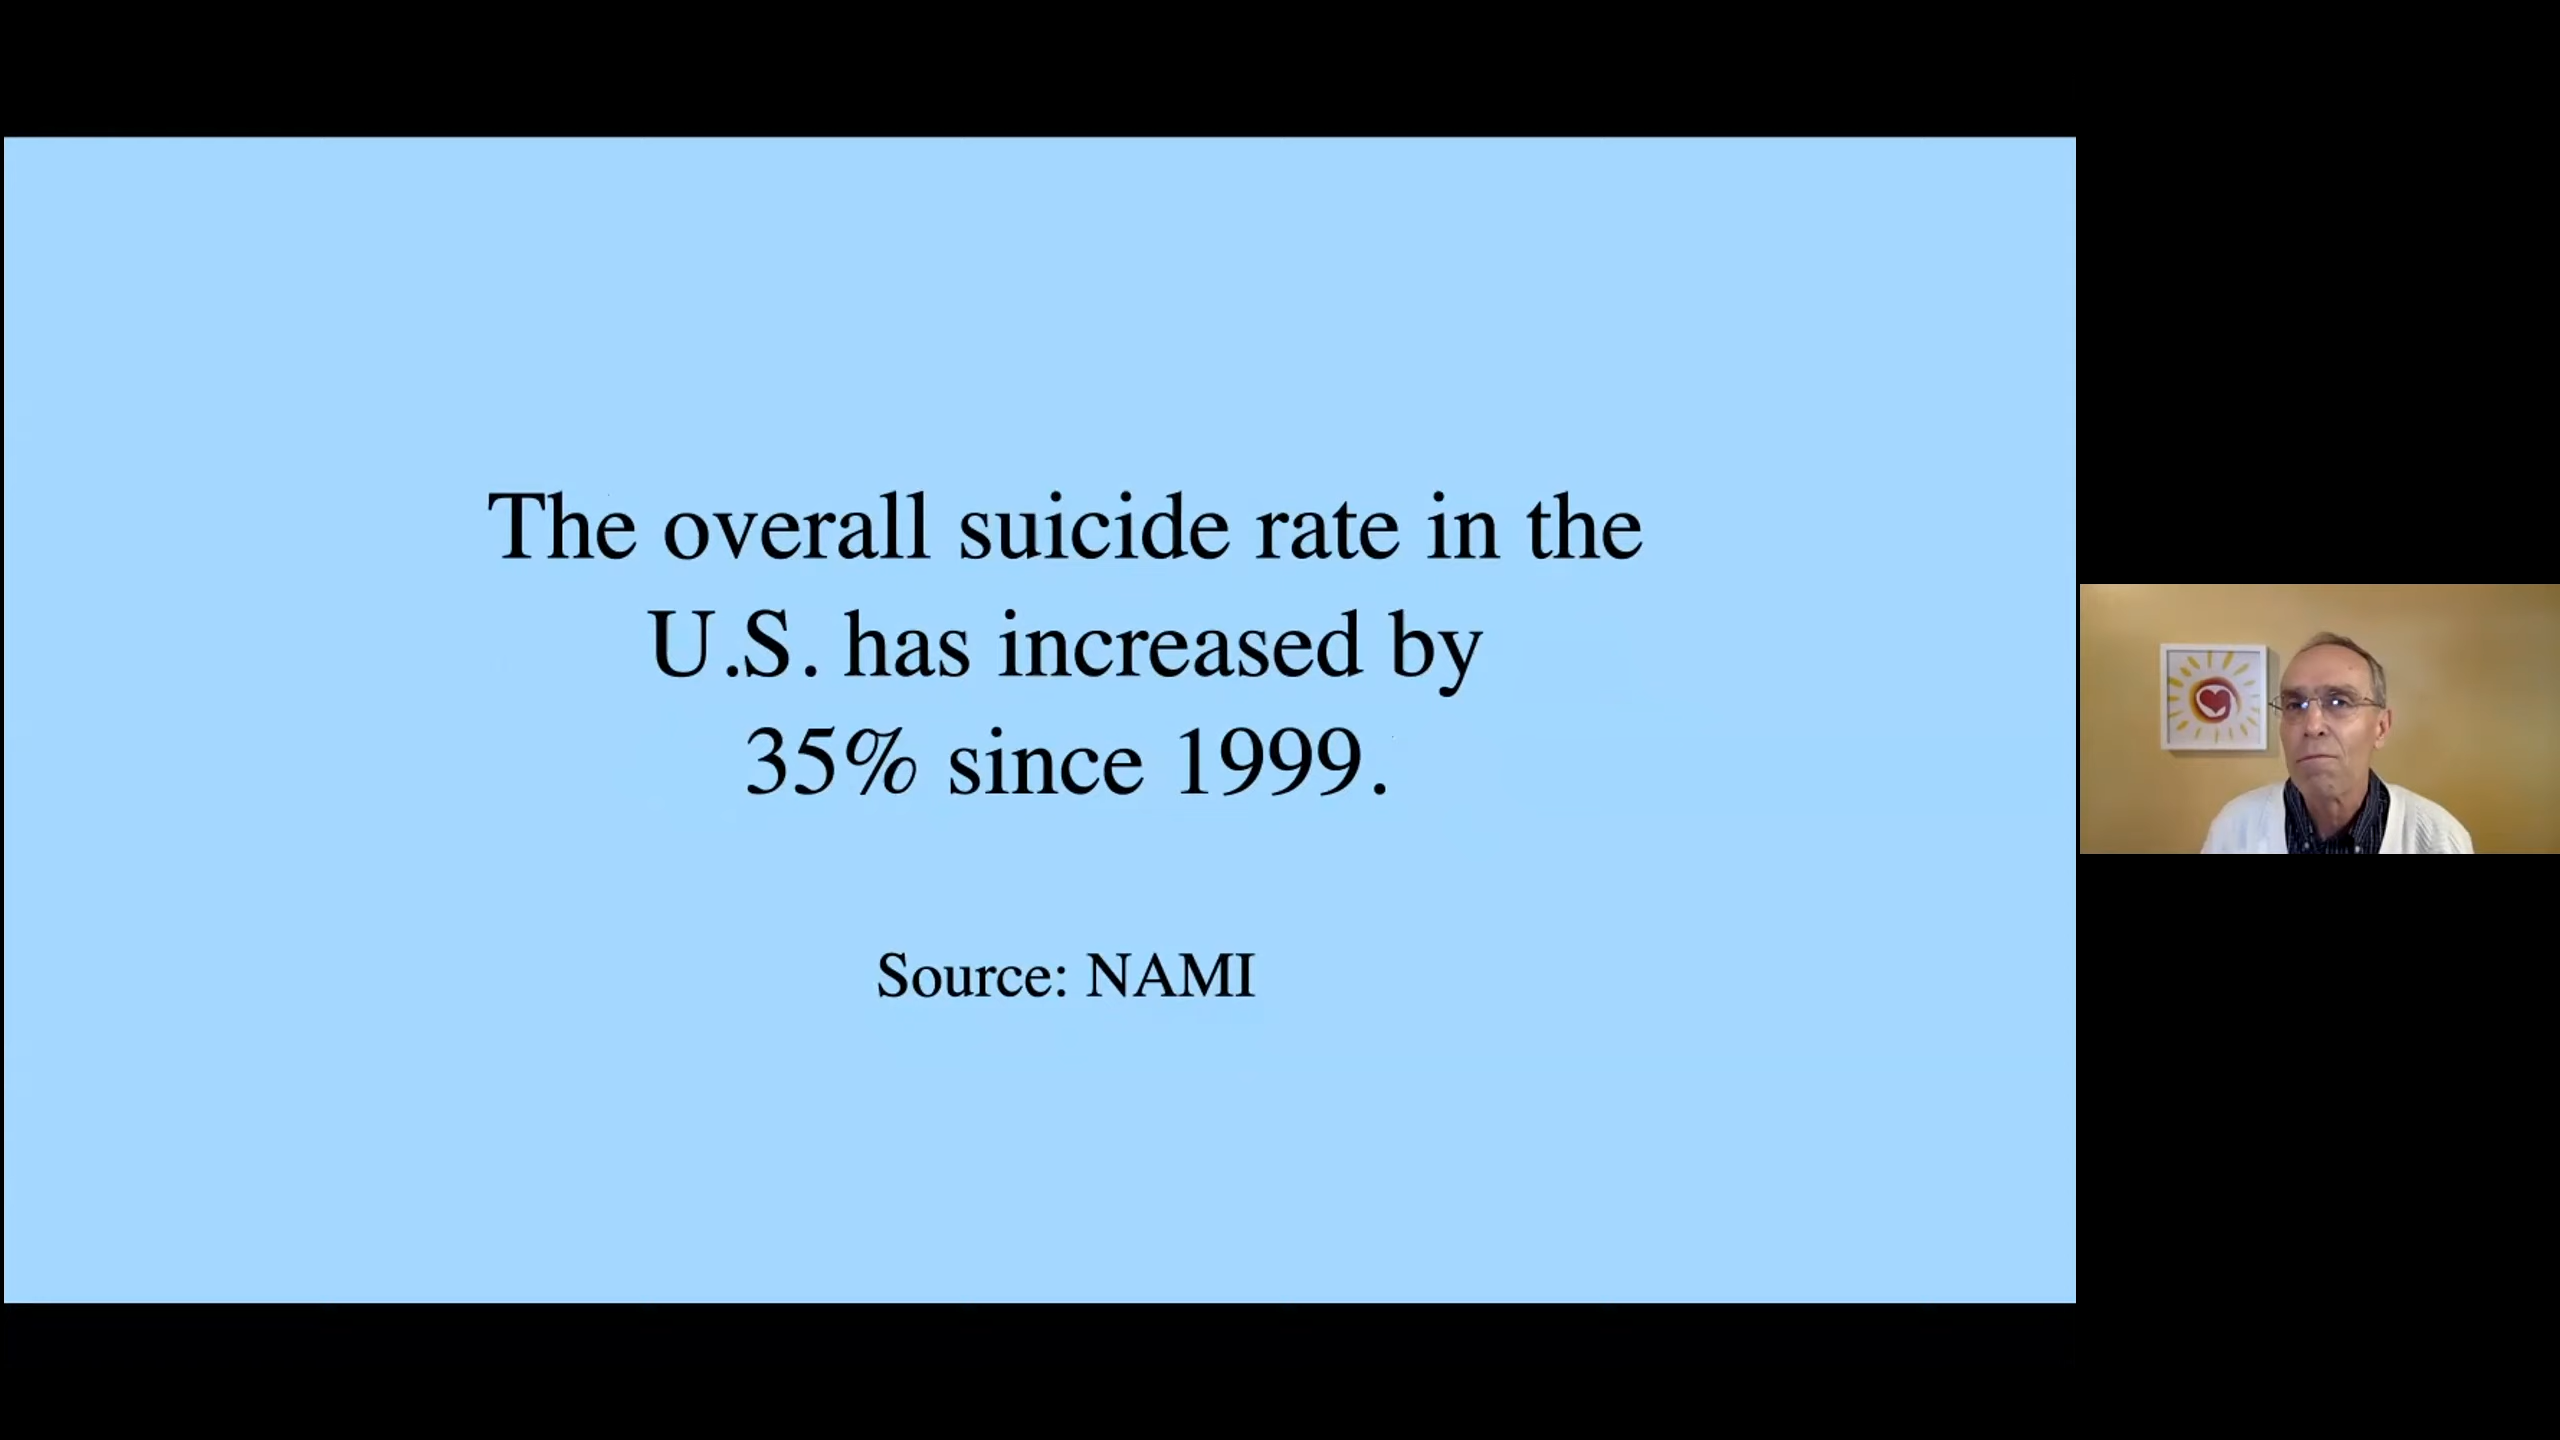 The overall suicide rate in the
U.S. has increased by
35% since 1999.
Source: NAMI